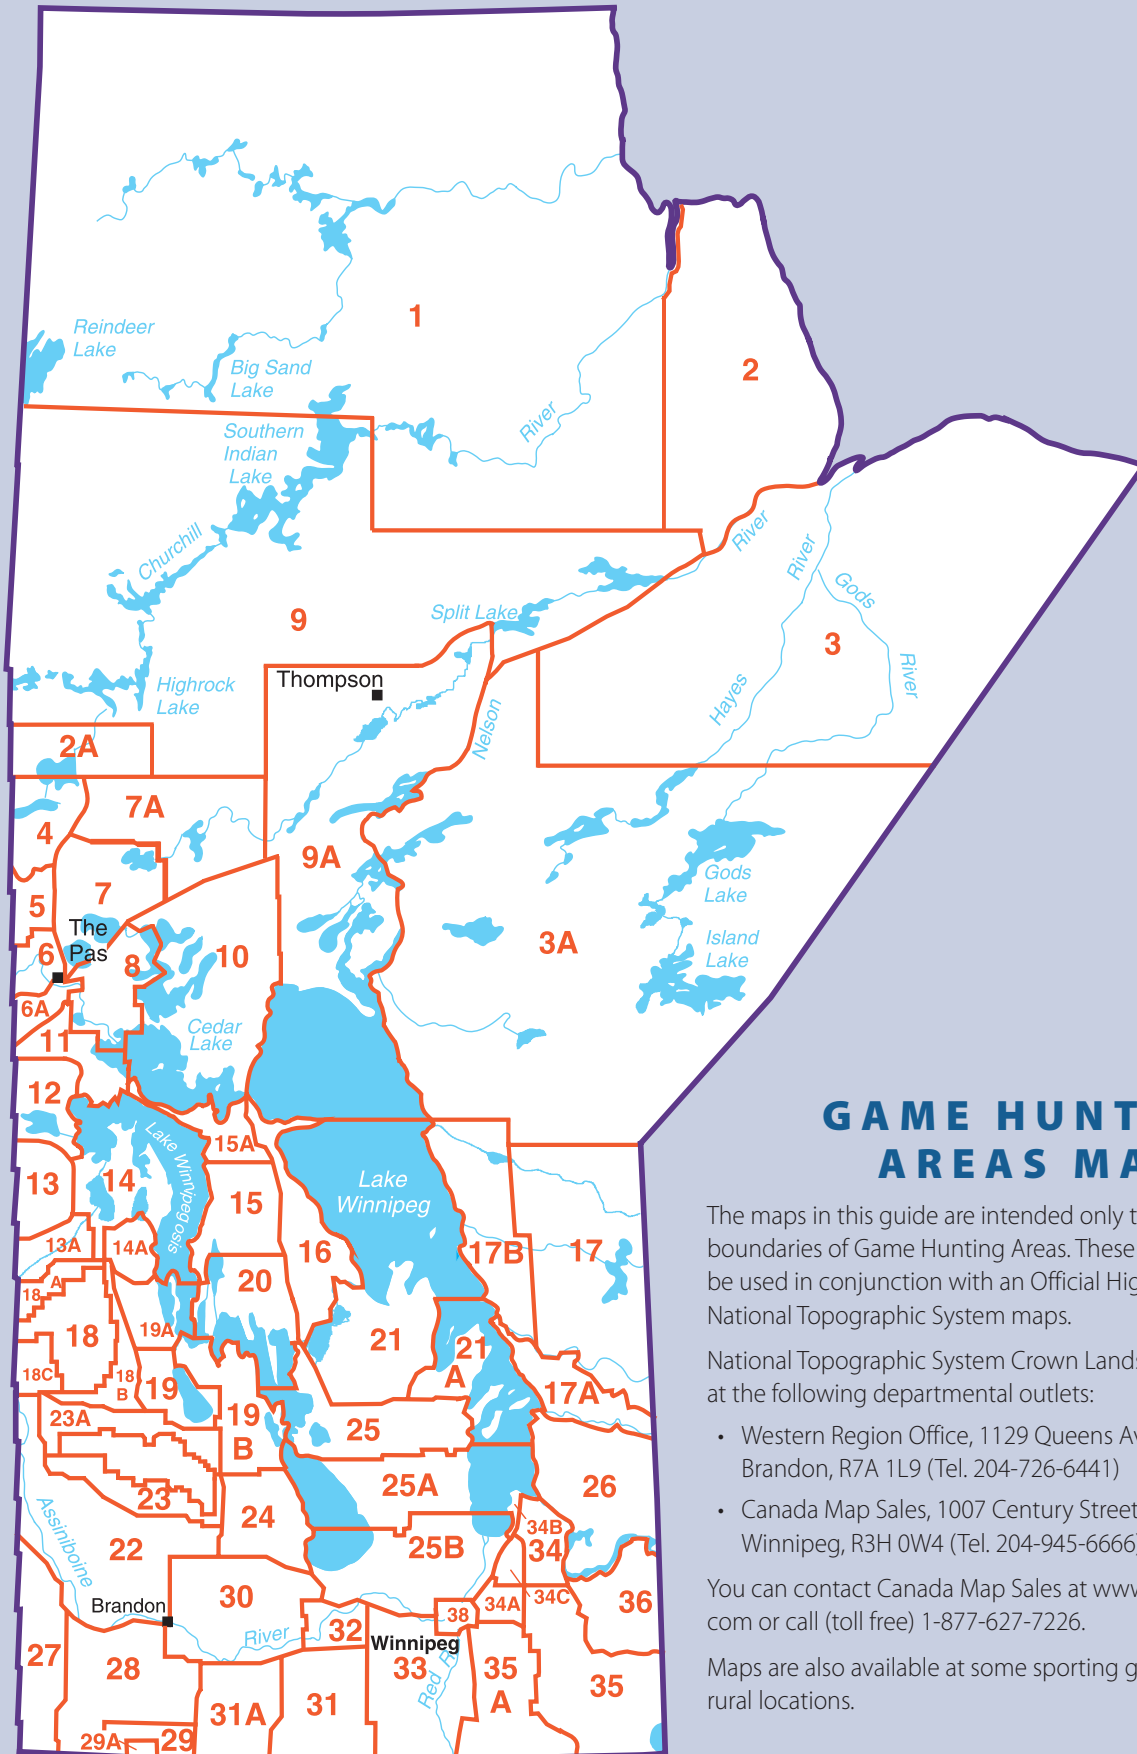 1
2
Reindeer
Lake
Big Sand
Lake
Southern
Indian
Lake
River
Churchill
River
River
Gods
River
Hayes
3
9
Split Lake
Highrock
Lake
Thompson
Nelson
2A
7A
4
9A
5
7
The
Pas
6
8
10
3A
Gods
Lake
Island
Lake
6A
11
Cedar
Lake
12
Lake Winnipegosis
15A
13
14
15
Lake
Winnipeg
16
17B
17
13A
14A
18
A
20
18
19A
21
21
A
18C
18
B
19
17A
23A
19
B
25
23
25A
26
24
34B
22
25B
34
Assiniboine
30
34A
34C
36
Brandon
38
River
32
Winnipeg
27
28
33
Red Ri
35
A
35
31A
31
29A
29
GAME HUNT
AREAS MA
The maps in this guide are intended only t
boundaries of Game Hunting Areas. These
be used in conjunction with an Official Hig
National Topographic System maps.
National Topographic System Crown Lands
at the following departmental outlets:
• Western Region Office, 1129 Queens Av
Brandon, R7A 1L9 (Tel. 204-726-6441)
• Canada Map Sales, 1007 Century Street
Winnipeg, R3H 0W4 (Tel. 204-945-6666)
You can contact Canada Map Sales at www
com or call (toll free) 1-877-627-7226.
Maps are also available at some sporting g
rural locations.